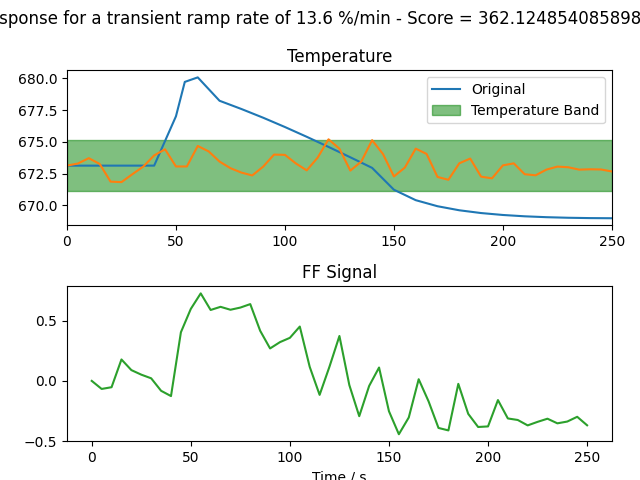 sponse for a transient ramp rate of 13.6 %/min - Score = 362.124854085898
Temperature
680.0
677.5
675.0
672.5
670.0
Original
Temperature Band
0 50 100 150 200 250
FF Signal
0.5
0.0
−0.5
0 50 100 150 200 250
Time / s